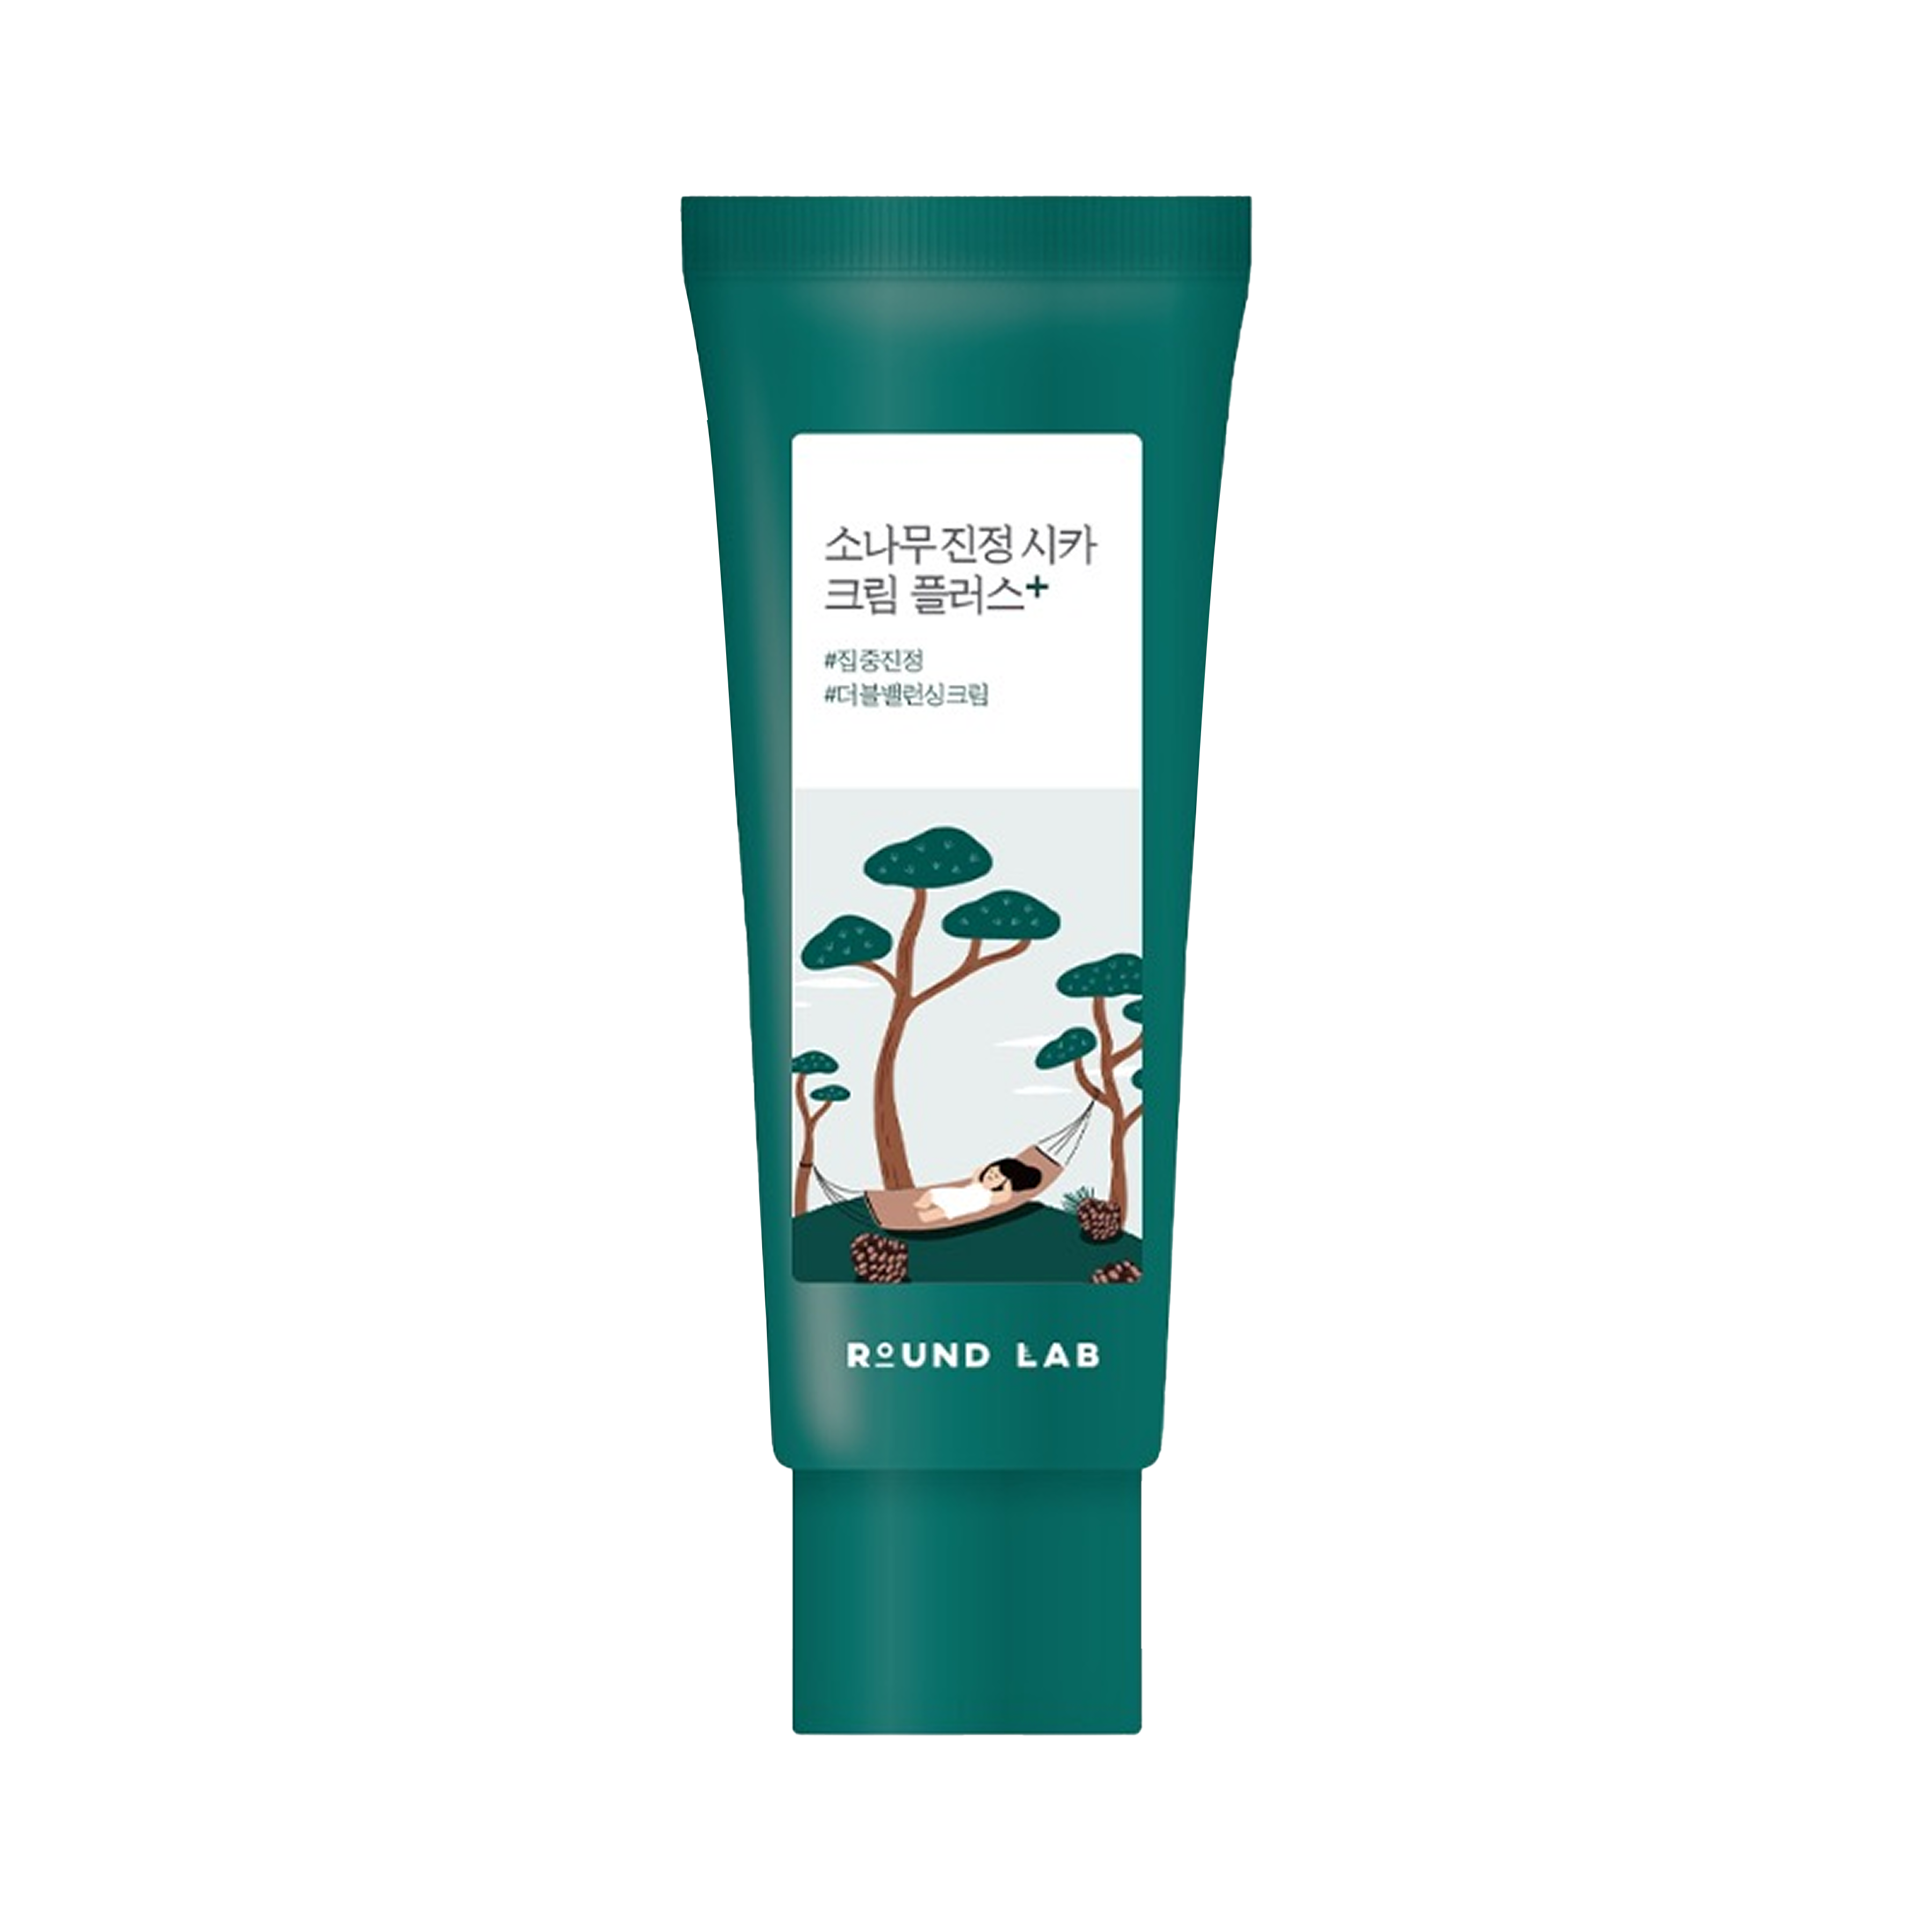 소나무 진정 시카
크림 플러스+
#집중진정
#더블밸런싱크림
ROUND LAB